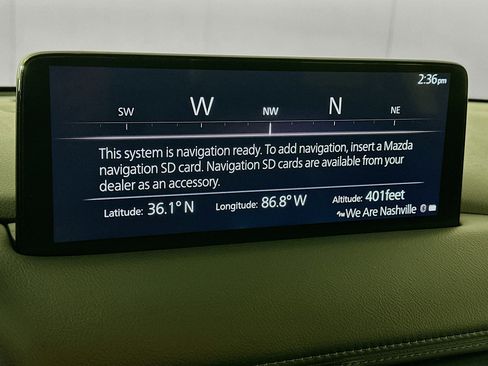 2:36pm
SW W NW N NE
This system is navigation ready. To add navigation, insert a Mazda
navigation SD card. Navigation SD cards are available from your
dealer as an accessory.
Latitude: 36.1° N Longitude: 86.8° W Altitude: 401feet
We Are Nashville